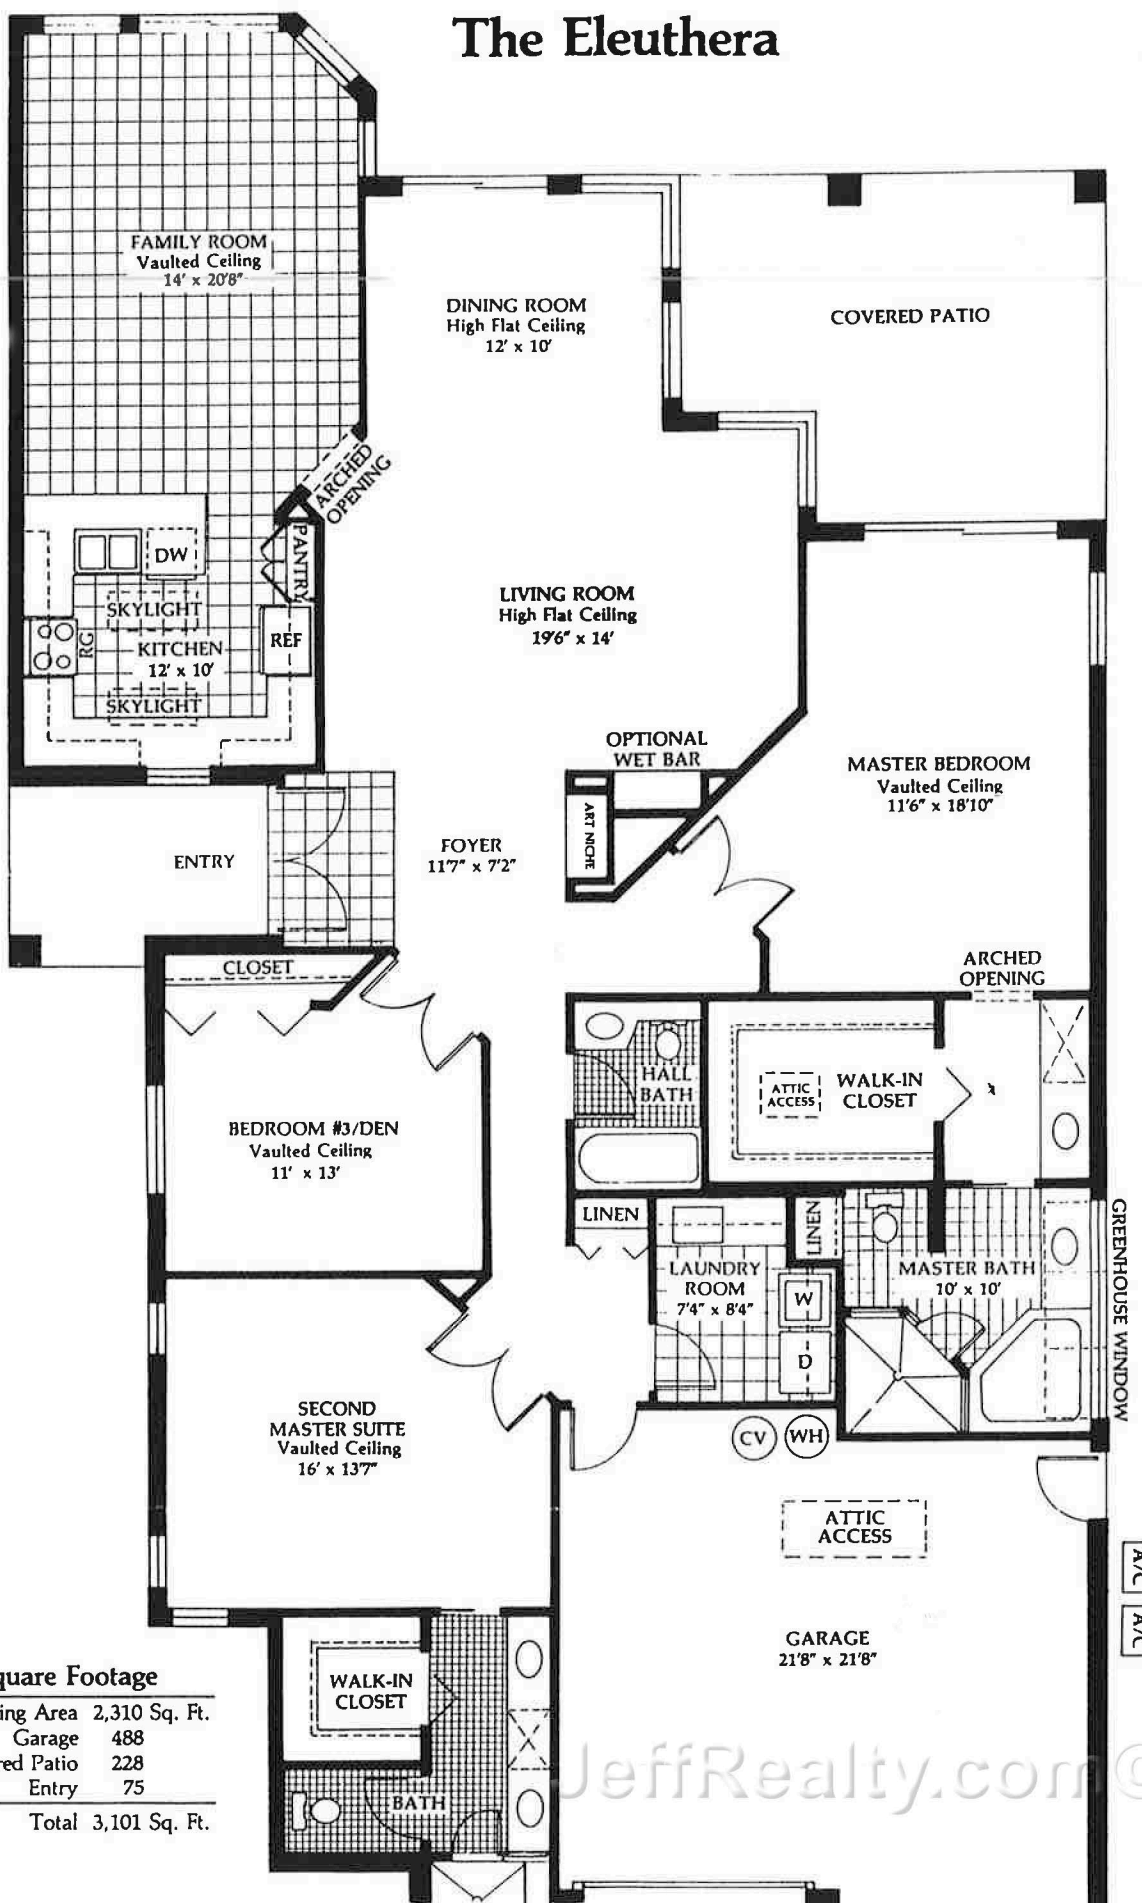 The Eleuthera
FAMILY ROOM
Vaulted Ceiling
14' x 20'8"
DINING ROOM
High Flat Ceiling
12' x 10'
COVERED PATIO
ARCHED
OPENING
PANTRY
DW
SKYLIGHT
RG
KITCHEN
12' x 10'
REF
SKYLIGHT
LIVING ROOM
High Flat Ceiling
19'6" x 14'
OPTIONAL
WET BAR
ART NICHE
MASTER BEDROOM
Vaulted Ceiling
11'6" x 18'10"
ENTRY
FOYER
11'7" x 7'2"
ARCHED
OPENING
CLOSET
HALL
BATH
ATTIC
ACCESS
WALK-IN
CLOSET
BEDROOM #3/DEN
Vaulted Ceiling
11' x 13'
LINEN
LINEN
LAUNDRY
ROOM
7'4" x 8'4"
W
D
MASTER BATH
10' x 10'
GREENHOUSE WINDOW
SECOND
MASTER SUITE
Vaulted Ceiling
16' x 13'7"
CV
WH
ATTIC
ACCESS
A/C
A/C
GARAGE
21'8" x 21'8"
WALK-IN
CLOSET
BATH
quare Footage
ing Area 2,310 Sq. Ft.
Garage 488
red Patio 228
Entry 75
Total 3,101 Sq. Ft.
JeffRealty.com©